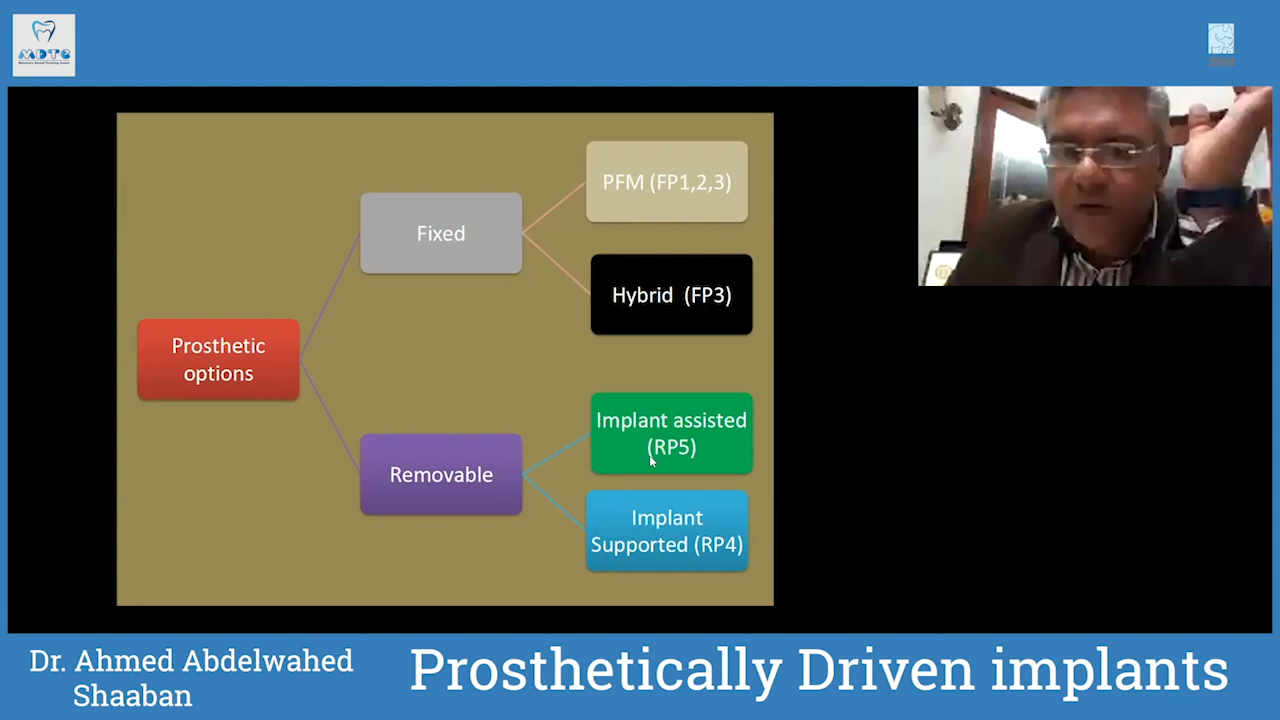 MDTC
Prosthetic
options
Fixed
PFM (FP1,2,3)
Hybrid (FP3)
Removable
Implant assisted
(RP5)
Implant
Supported (RP4)
Dr. Ahmed Abdelwahed
Shaaban
Prosthetically Driven implants